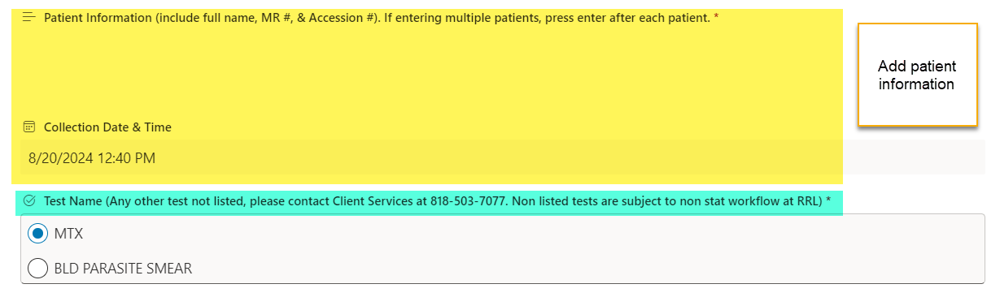 Patient Information (include full name, MR #, & Accession #). If entering multiple patients, press enter after each patient. *
Add patient
information
Collection Date & Time
8/20/2024 12:40 PM
Test Name (Any other test not listed, please contact Client Services at 818-503-7077. Non listed tests are subject to non stat workflow at RRL) *
MTX
BLD PARASITE SMEAR